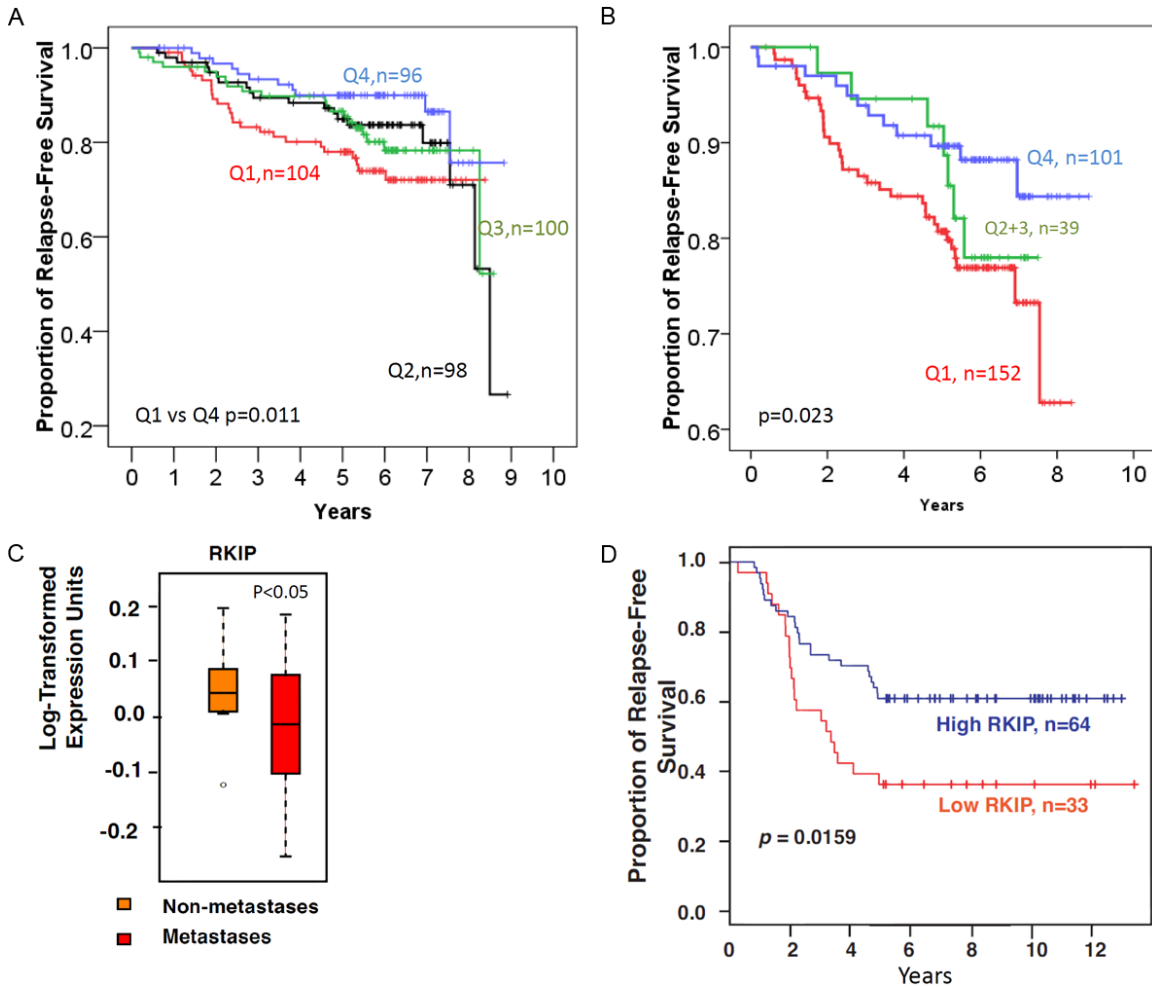 A
Proportion of Relapse-Free Survival
1.0
0.8
0.6
0.4
0.2
Q4,n=96
Q1,n=104
Q3,n=100
Q2,n=98
Q1 vs Q4 p=0.011
0 1 2 3 4 5 6 7 8 9 10
Years
B
Proportion of Relapse-Free Survival
1.0
0.9
0.8
0.7
0.6
Q4, n=101
Q2+3, n=39
Q1, n=152
p=0.023
0 2 4 6 8 10
Years
C
RKIP
Log-Transformed
Expression Units
P<0.05
0.2
0.1
0.0
-0.1
-0.2
Non-metastases
Metastases
D
Proportion of Relapse-Free
Survival
1.0
0.8
0.6
0.4
0.2
0.0
High RKIP, n=64
Low RKIP, n=33
p = 0.0159
0 2 4 6 8 10 12
Years